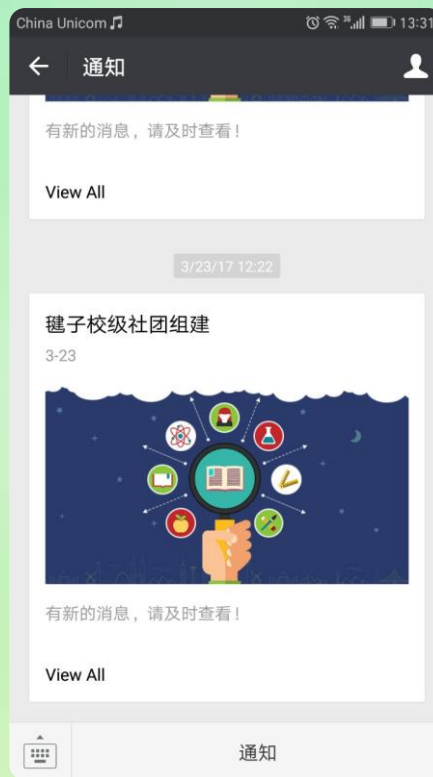 China Unicom 13:31
通知
有新的消息，请及时查看！
View All
3/23/17 12:22
毽子校级社团组建
3-23
有新的消息，请及时查看！
View All
通知